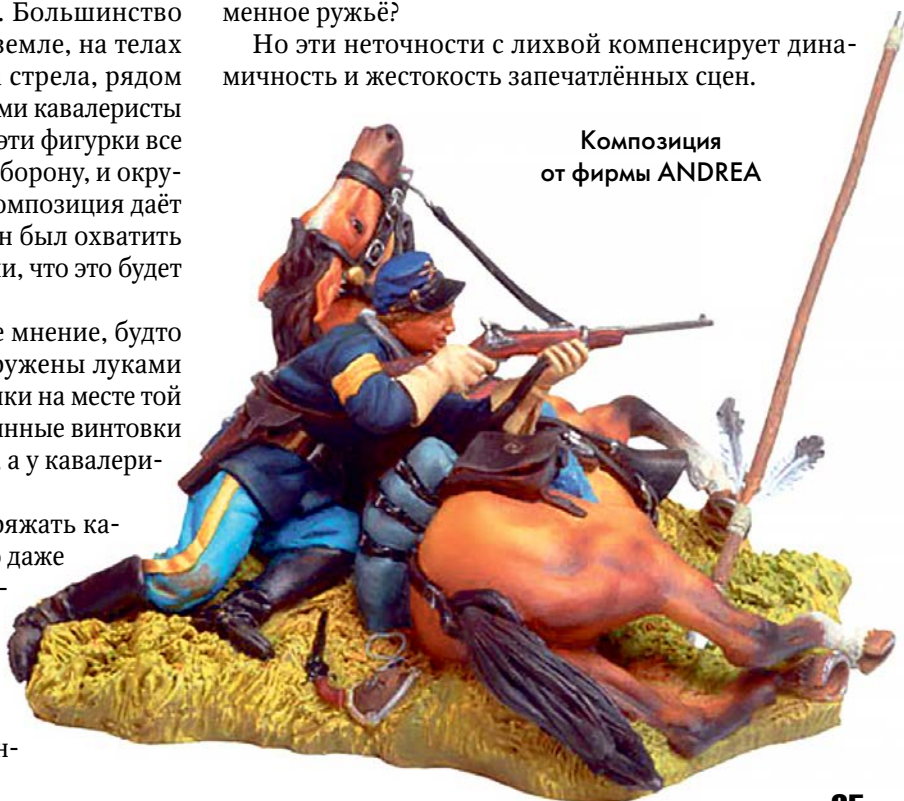 . Большинство
земле, на телах
стрела, рядом
ми кавалеристы
эти фигурки все
борону, и окру-
омпозиция даёт
н был охватить
и, что это будет
е мнение, будто
ружены луками
ики на месте той
инные винтовки
а у кавалери-
ряжать ка-
даже
-
н-
менное ружьё?
Но эти неточности с лихвой компенсирует дина-
мичность и жестокость запечатлённых сцен.
Композиция
от фирмы ANDREA